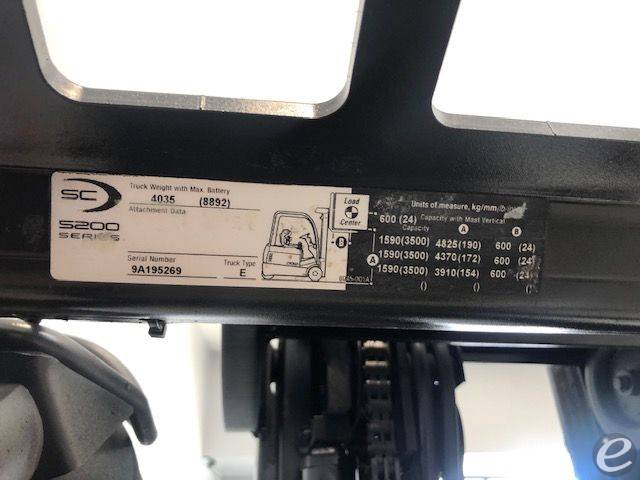 SC
5200
SERIES
Truck Weight with Max. Battery
4035 (8892)
Attachment Data
Serial Number
9A195269
Truck Type
E
Load
Center
B
A
Units of measure, kg/mm
600 (24) Capacity with Mast Vertical
Capacity A B
1590(3500) 4825(190) 600 (24)
1590(3500) 4370(172) 600 (24)
1590(3500) 3910(154) 600 (24)
() () ()
e